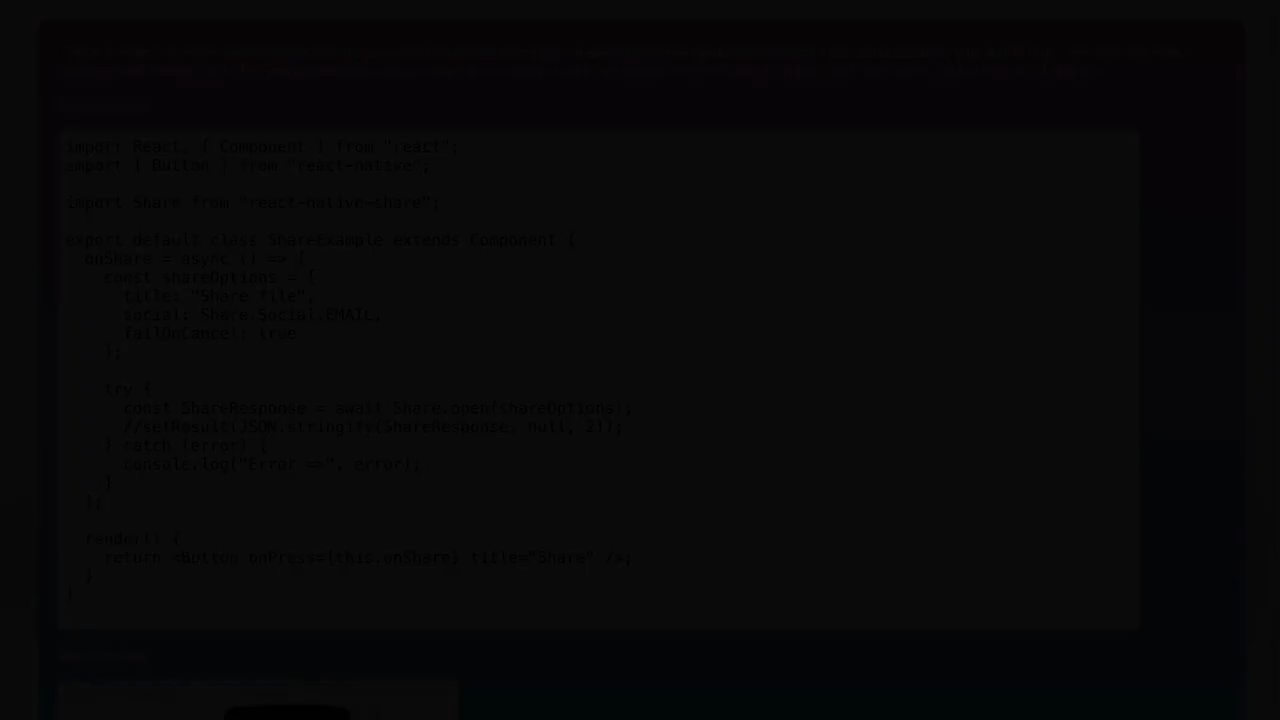 import React, { Component } from "react";
import { Button } from "react-native";
import Share from "react-native-share";
export default class ShareExample extends Component {
onShare = async () => {
const shareOptions = {
title: "Share file",
social: Share.Social.EMAIL,
failOnCancel: true
};
try {
const ShareResponse = await Share.open(shareOptions);
//setResult(JSON.stringify(ShareResponse, null, 2));
} catch (error) {
console.log("Error =>", error);
}
};
render() {
return <Button onPress={this.onShare} title="Share" />;
}
}